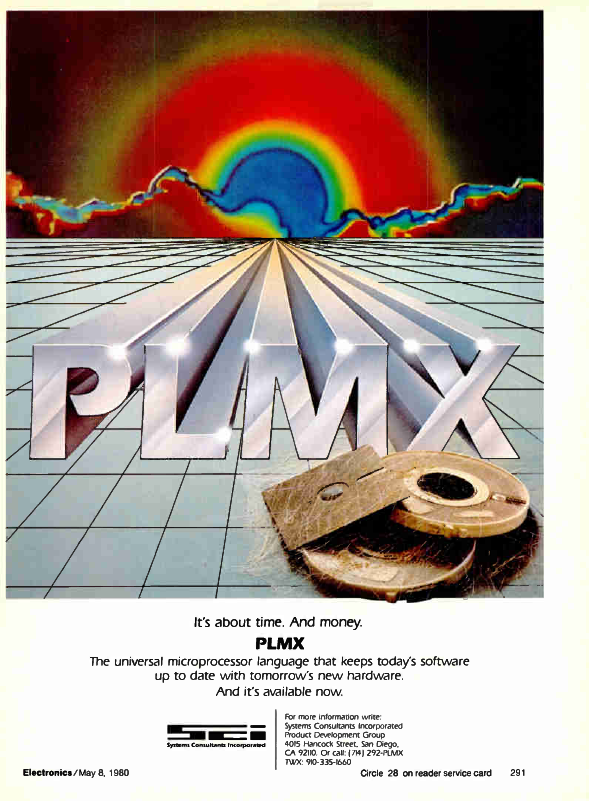 PLMX
It's about time. And money.
PLMX
The universal microprocessor language that keeps today's software
up to date with tomorrow's new hardware.
And it's available now.
SCI
Systems Consultants Incorporated
For more information write:
Systems Consultants Incorporated
Product Development Group
4015 Hancock Street, San Diego,
CA 92110. Or call: (714) 292-PLMX
TWX: 910-335-1660
Electronics/May 8, 1980
Circle 28 on reader service card 291